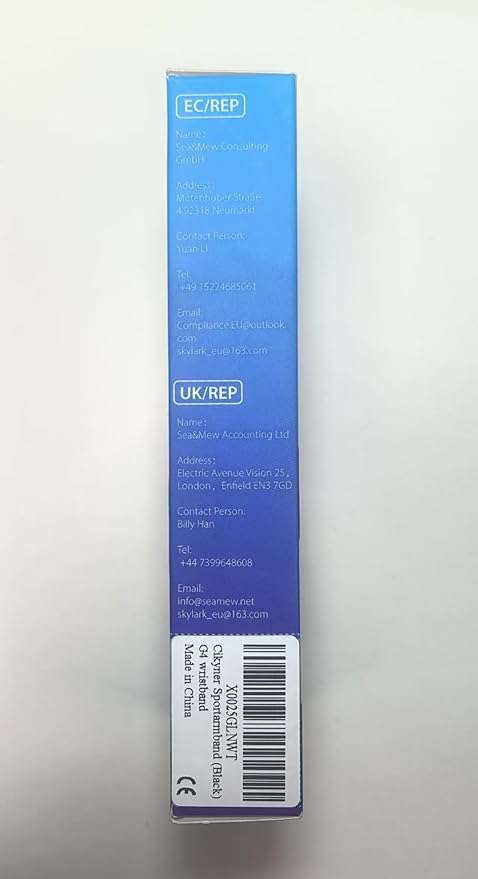 EC/REP
Name:
Sea&Mew Consulting
GmbH
Address:
Mutenhuber Straße
4,92318 Neumarkt
Contact Person:
Yuan LI
Tel:
+49 15224685061
Email:
Compliance.EU@outlook.
com
skylark_eu@163.com
UK/REP
Name:
Sea&Mew Accounting Ltd
Address:
Electric Avenue Vision 25,
London, Enfield EN3 7GD
Contact Person:
Billy Han
Tel:
+44 7399648608
Email:
info@seamew.net
skylark_eu@163.com
X0025GLNWT
Cikyner Sportarmband (Black)
G4 wristband
Made in China
CE